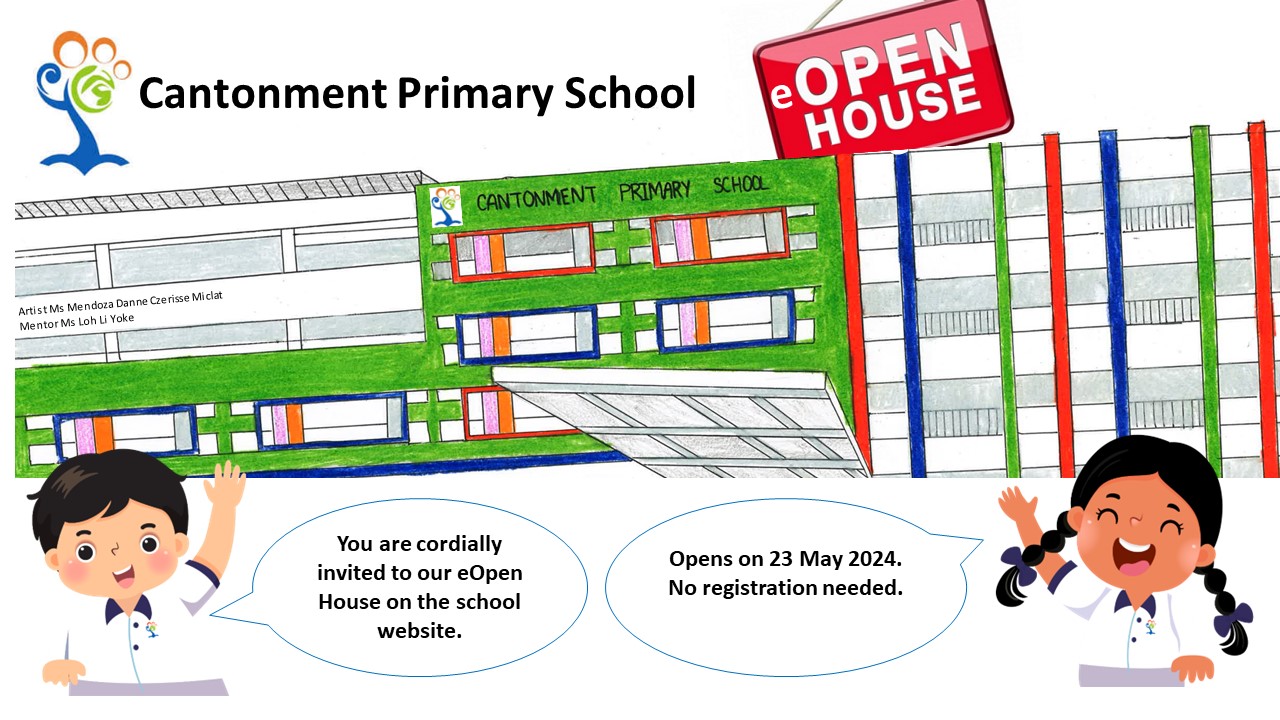 Cantonment Primary School
eOPEN
HOUSE
CANTONMENT PRIMARY SCHOOL
Artist Ms Mendoza Danne Czerisse Miclat
Mentor Ms Loh Li Yoke
You are cordially
invited to our eOpen
House on the school
website.
Opens on 23 May 2024.
No registration needed.